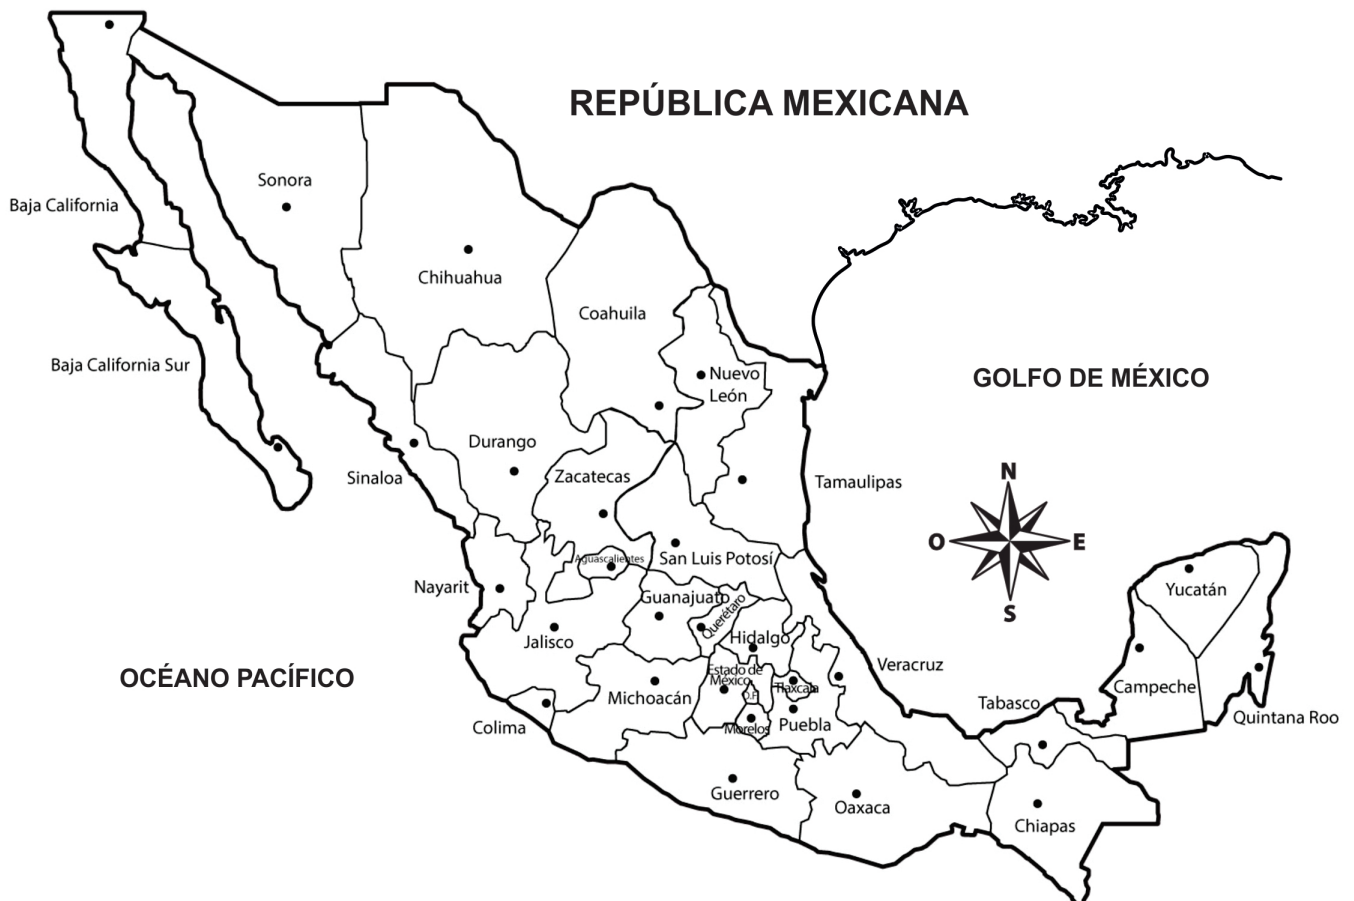 REPÚBLICA MEXICANA
Sonora
Baja California
Chihuahua
Coahuila
Baja California Sur
Nuevo
León
GOLFO DE MÉXICO
Durango
Sinaloa
Zacatecas
Tamaulipas
N
O
E
S
Aguascalientes
San Luis Potosí
Nayarit
Guanajuato
Querétaro
Yucatán
Jalisco
Hidalgo
Veracruz
OCÉANO PACÍFICO
Estado de
México
Tlaxcala
D.F.
Michoacán
Campeche
Colima
Morelos
Puebla
Tabasco
Quintana Roo
Guerrero
Oaxaca
Chiapas